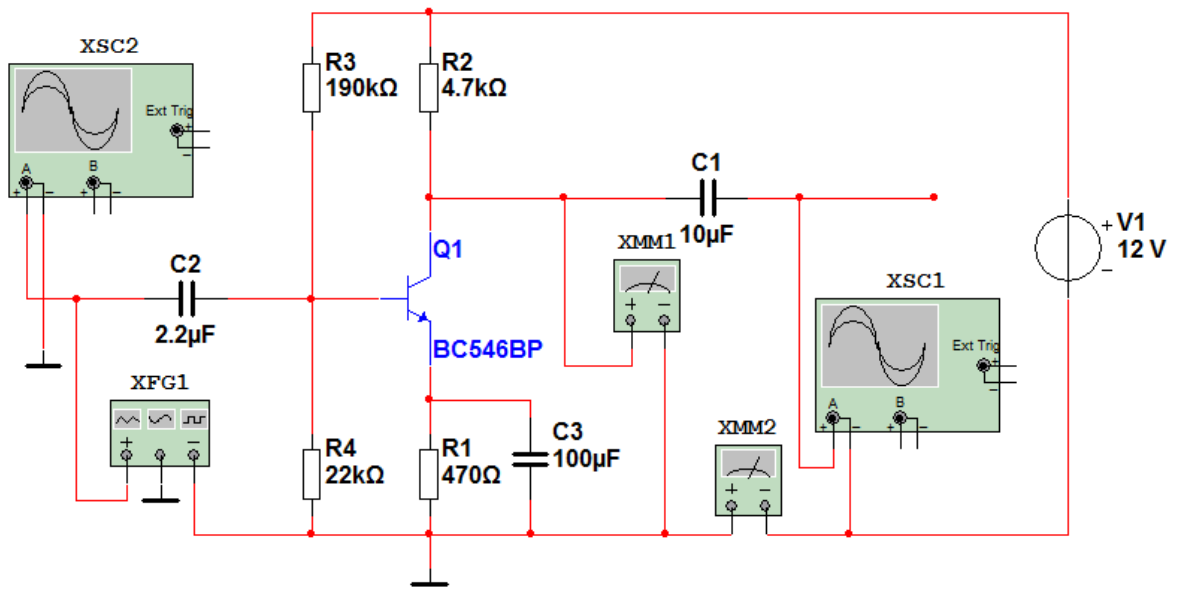 XSC2
Ext Trig
+
−
A
B
+
−
+
−
R3
190kΩ
R2
4.7kΩ
C1
10µF
XMM1
+
−
Q1
BC546BP
C2
2.2µF
+
V1
12 V
−
XSC1
Ext Trig
+
−
A
B
+
−
+
−
XFG1
+
−
R4
22kΩ
R1
470Ω
C3
100µF
XMM2
+
−